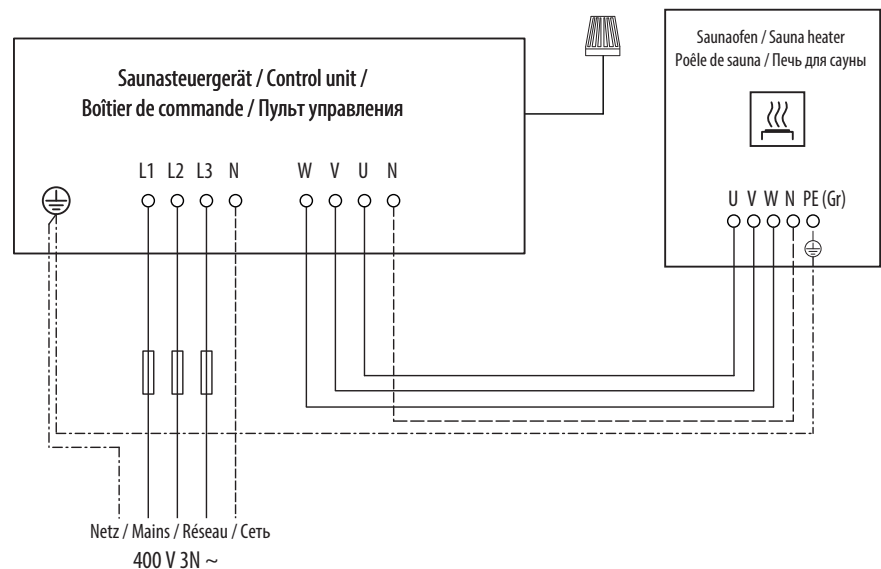 Saunasteuergerät / Control unit /
Boîtier de commande / Пульт управления
L1 L2 L3 N W V U N
Saunaofen / Sauna heater
Poêle de sauna / Печь для сауны
U V W N PE (Gr)
Netz / Mains / Réseau / Сеть
400 V 3N ~